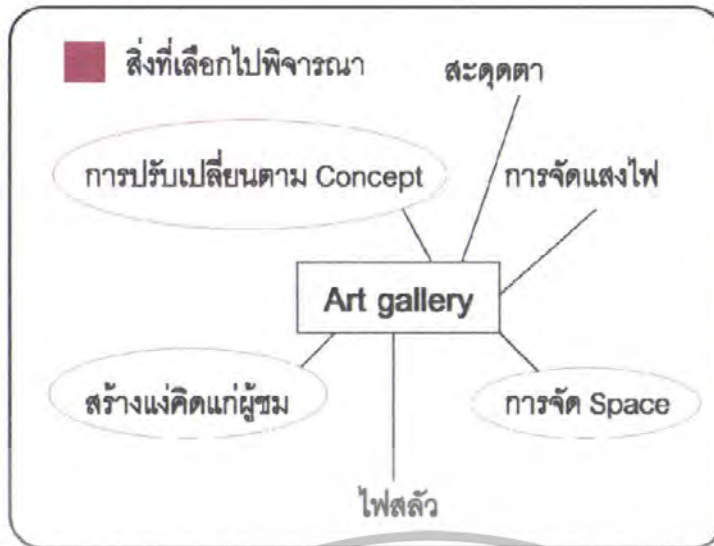 สิ่งที่เลือกไปพิจารณา
สะดุดตา
การปรับเปลี่ยนตาม Concept
การจัดแสงไฟ
Art gallery
สร้างแง่คิดแก่ผู้ชม
การจัด Space
ไฟสลัว